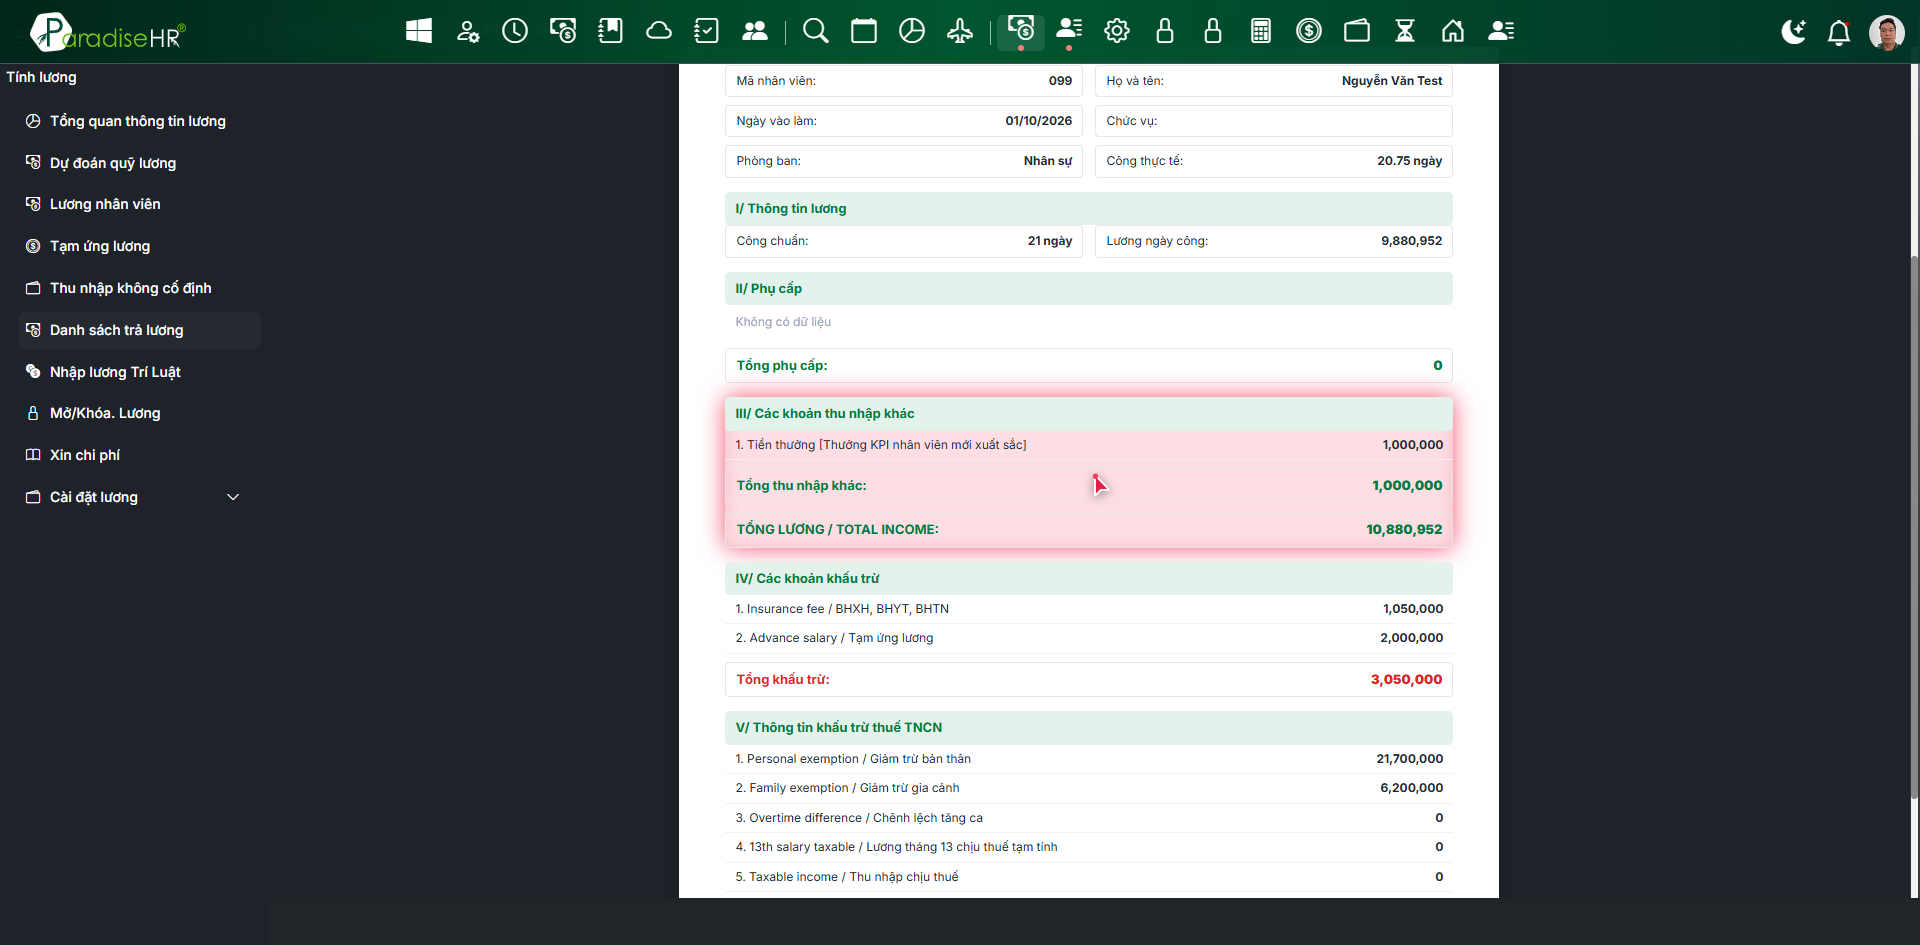 ParadiseHR®
Tính lương
Tổng quan thông tin lương
Dự đoán quỹ lương
Lương nhân viên
Tạm ứng lương
Thu nhập không cố định
Danh sách trả lương
Nhập lương Trí Luật
Mở/Khóa. Lương
Xin chi phí
Cài đặt lương
Mã nhân viên: 099
Họ và tên: Nguyễn Văn Test
Ngày vào làm: 01/10/2026
Chức vụ:
Phòng ban: Nhân sự
Công thực tế: 20.75 ngày
I/ Thông tin lương
Công chuẩn: 21 ngày
Lương ngày công: 9,880,952
II/ Phụ cấp
Không có dữ liệu
Tổng phụ cấp: 0
III/ Các khoản thu nhập khác
1. Tiền thưởng [Thưởng KPI nhân viên mới xuất sắc] 1,000,000
Tổng thu nhập khác: 1,000,000
TỔNG LƯƠNG / TOTAL INCOME: 10,880,952
IV/ Các khoản khấu trừ
1. Insurance fee / BHXH, BHYT, BHTN 1,050,000
2. Advance salary / Tạm ứng lương 2,000,000
Tổng khấu trừ: 3,050,000
V/ Thông tin khấu trừ thuế TNCN
1. Personal exemption / Giảm trừ bản thân 21,700,000
2. Family exemption / Giảm trừ gia cảnh 6,200,000
3. Overtime difference / Chênh lệch tăng ca 0
4. 13th salary taxable / Lương tháng 13 chịu thuế tạm tính 0
5. Taxable income / Thu nhập chịu thuế 0